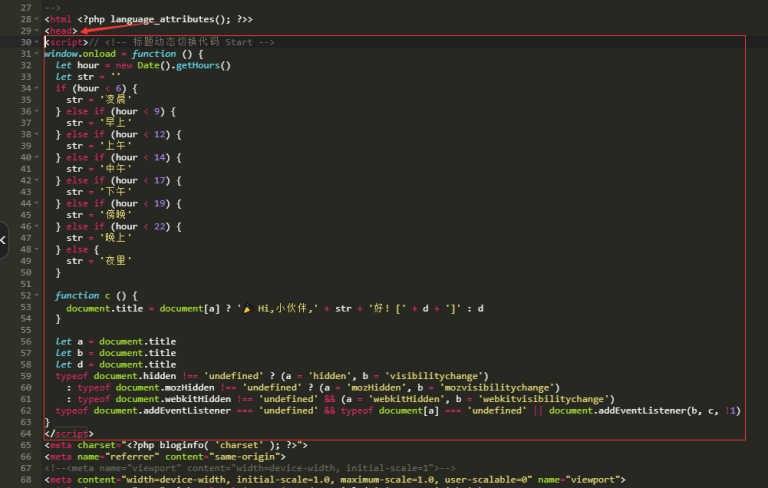 27 -->
28 <html <?php language_attributes(); ?>>
29 <head>
30 <script>// <!-- 标题动态切换代码 Start -->
31 window.onload = function () {
32 let hour = new Date().getHours()
33 let str = ''
34 if (hour < 6) {
35 str = '凌晨'
36 } else if (hour < 9) {
37 str = '早上'
38 } else if (hour < 12) {
39 str = '上午'
40 } else if (hour < 14) {
41 str = '中午'
42 } else if (hour < 17) {
43 str = '下午'
44 } else if (hour < 19) {
45 str = '傍晚'
46 } else if (hour < 22) {
47 str = '晚上'
48 } else {
49 str = '夜里'
50 }
51
52 function c () {
53 document.title = document[a] ? '🎉 Hi,小伙伴,' + str + '好! [' + d + ']' : d
54 }
55
56 let a = document.title
57 let b = document.title
58 let d = document.title
59 typeof document.hidden !== 'undefined' ? (a = 'hidden', b = 'visibilitychange')
60 : typeof document.mozHidden !== 'undefined' ? (a = 'mozHidden', b = 'mozvisibilitychange')
61 : typeof document.webkitHidden !== 'undefined' && (a = 'webkitHidden', b = 'webkitvisibilitychange')
62 typeof document.addEventListener === 'undefined' && typeof document[a] === 'undefined' || document.addEventListener(b, c, !1)
63 }
64 </script>
65 <meta charset="<?php bloginfo( 'charset' ); ?>">
66 <meta name="referrer" content="same-origin">
67 <!--<meta name="viewport" content="width=device-width, initial-scale=1">-->
68 <meta content="width=device-width, initial-scale=1.0, maximum-scale=1.0, user-scalable=0" name="viewport">